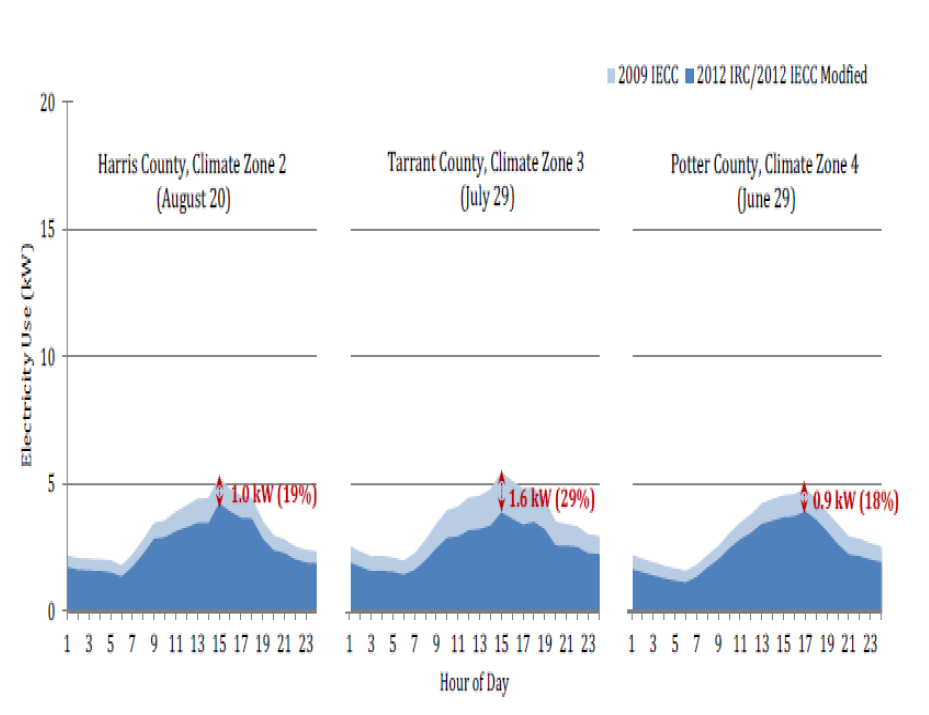 2009 IECC 2012 IRC/2012 IECC Modfied
20
Harris County, Climate Zone 2
(August 20)
Tarrant County, Climate Zone 3
(July 29)
Potter County, Climate Zone 4
(June 29)
15
10
5
0
Electricity Use (kW)
1.0 kW (19%)
1.6 kW (29%)
0.9 kW (18%)
1 3 5 7 9 11 13 15 17 19 21 23
1 3 5 7 9 11 13 15 17 19 21 23
1 3 5 7 9 11 13 15 17 19 21 23
Hour of Day